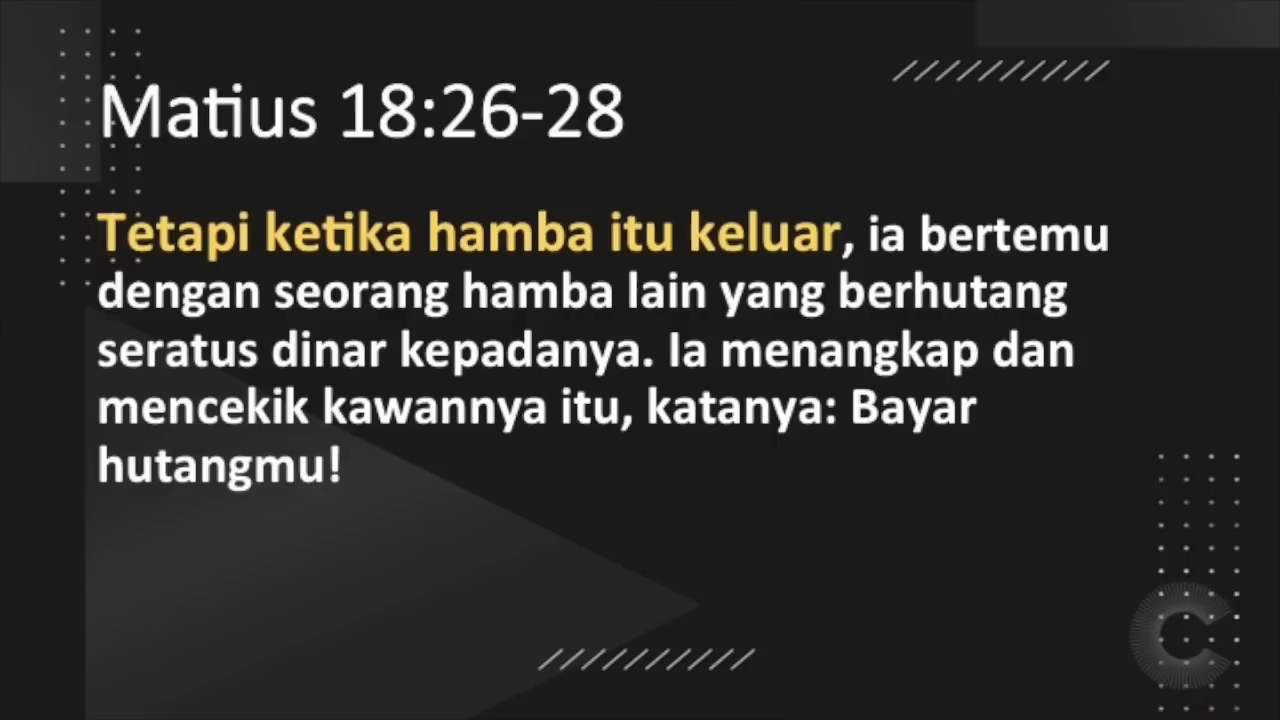 Matius 18:26-28
Tetapi ketika hamba itu keluar, ia bertemu
dengan seorang hamba lain yang berhutang
seratus dinar kepadanya. Ia menangkap dan
mencekik kawannya itu, katanya: Bayar
hutangmu!